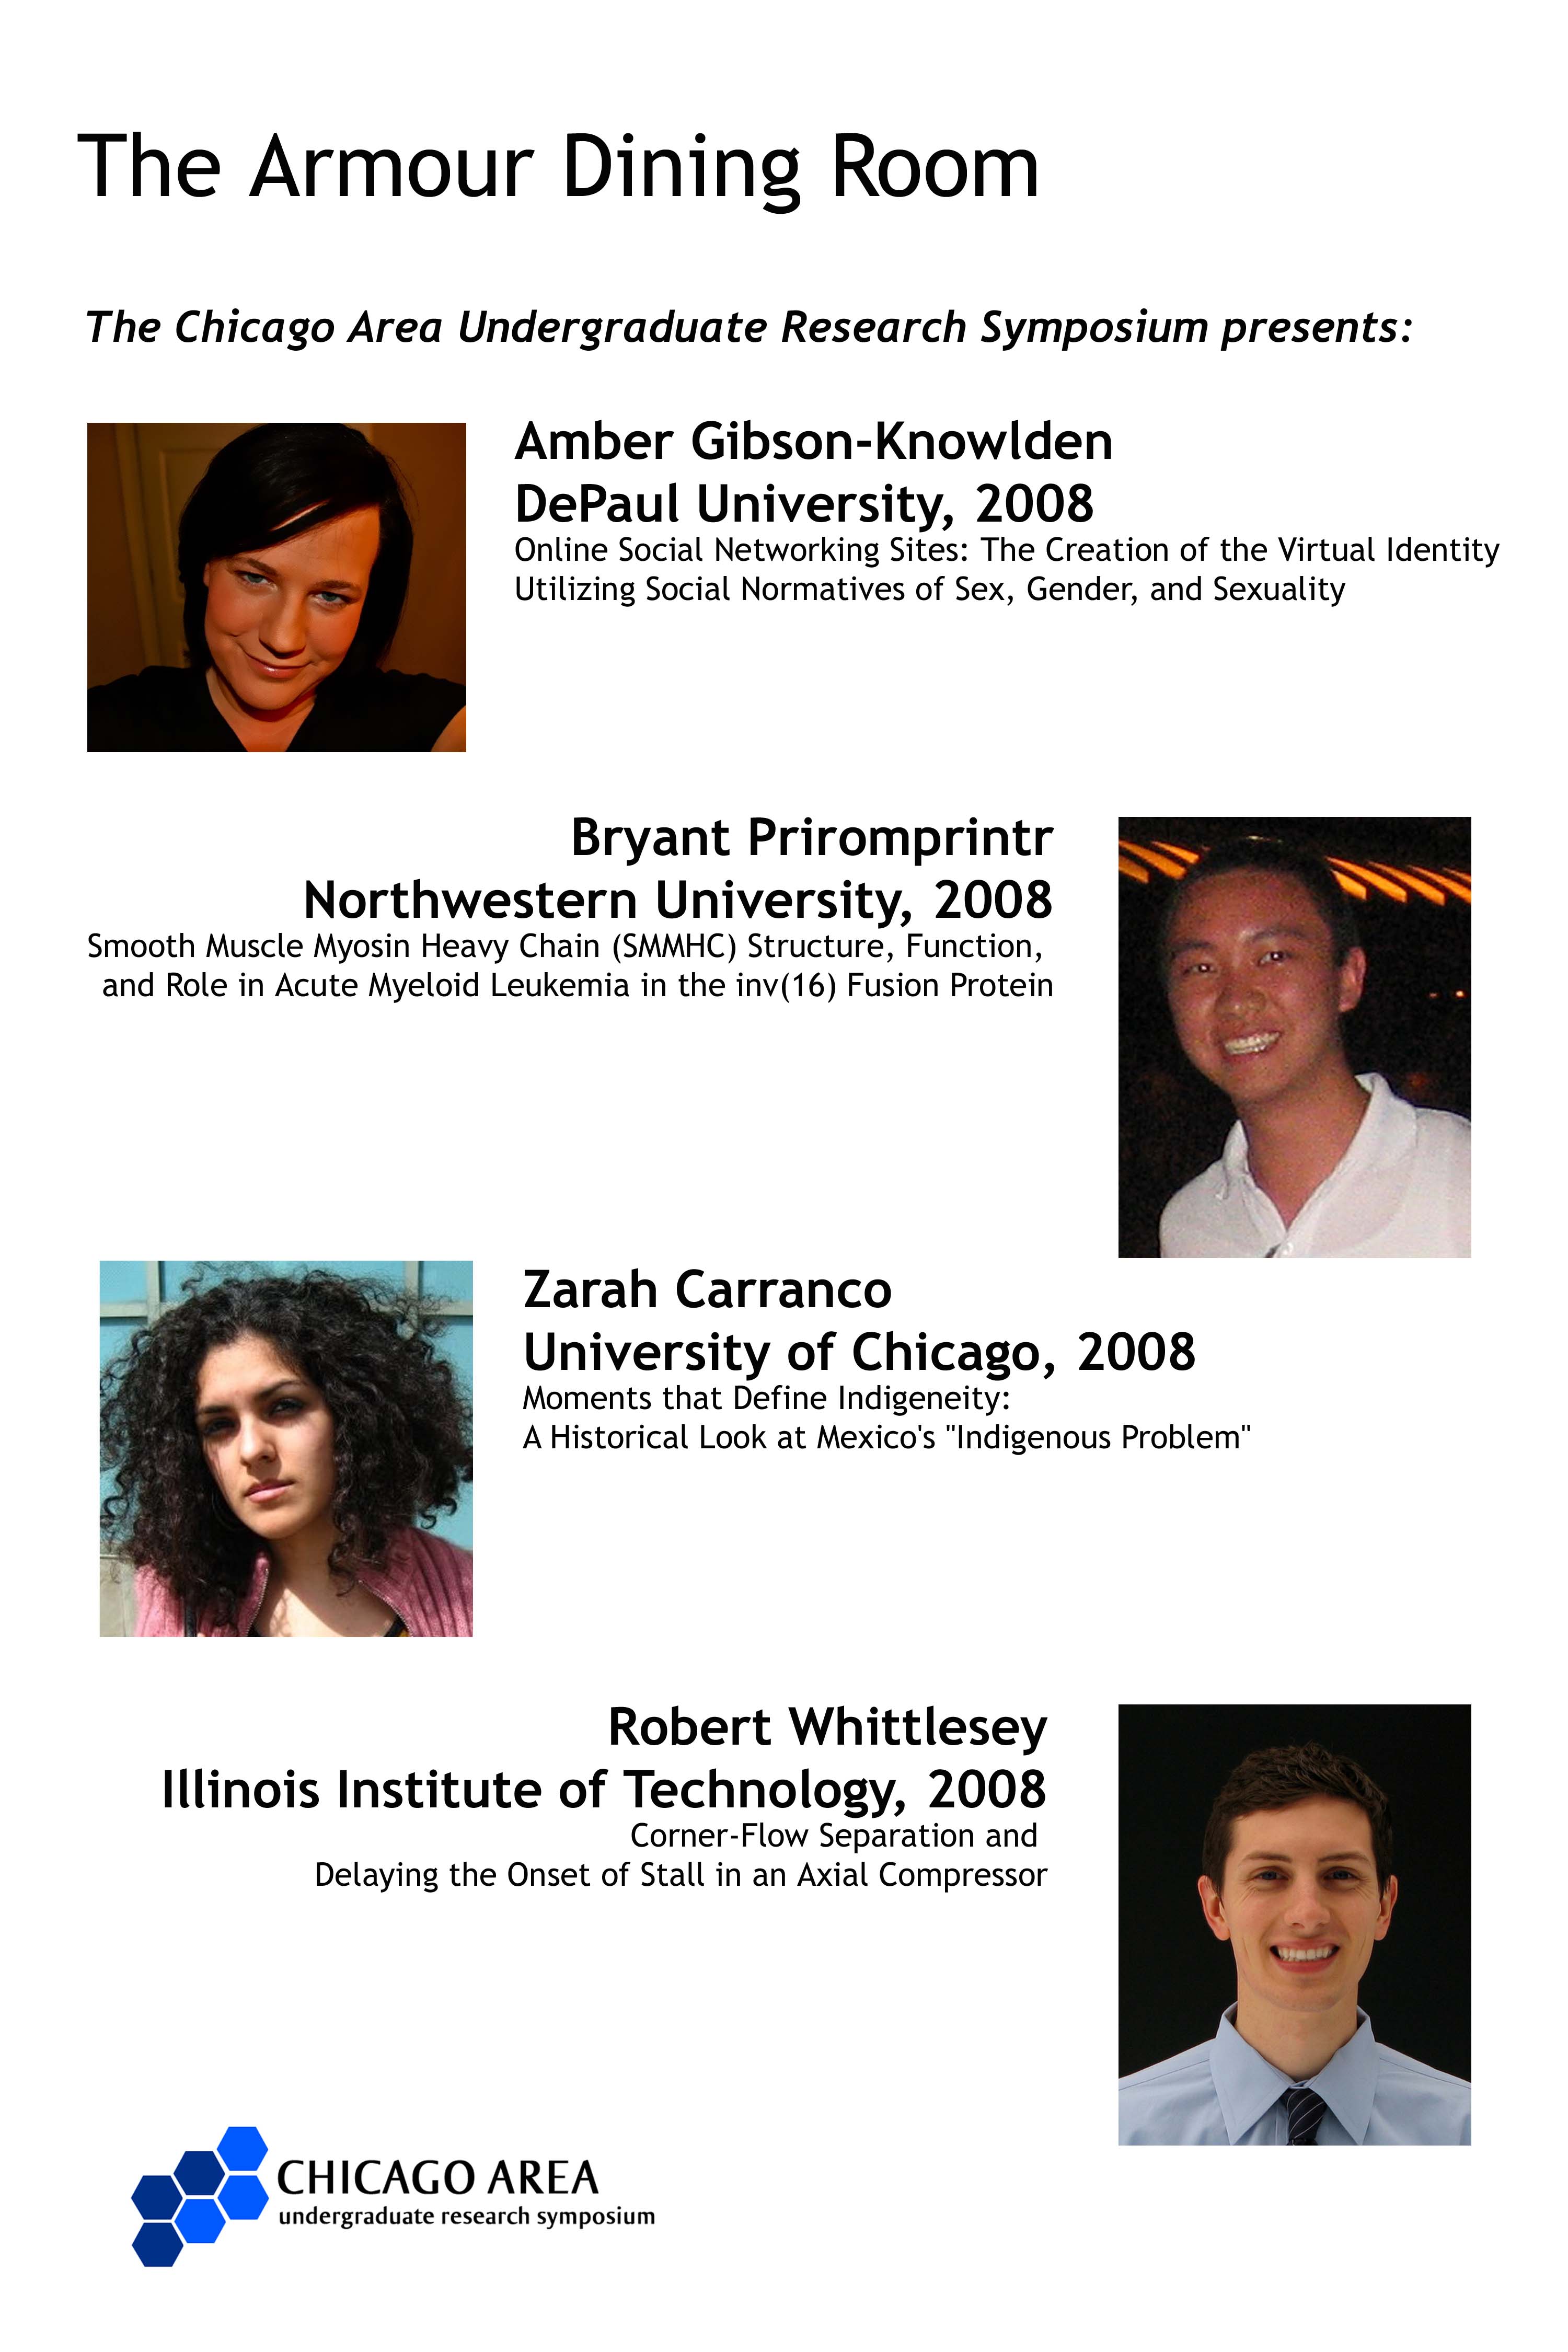 The Armour Dining Room
The Chicago Area Undergraduate Research Symposium presents:
Amber Gibson-Knowlden
DePaul University, 2008
Online Social Networking Sites: The Creation of the Virtual Identity
Utilizing Social Normatives of Sex, Gender, and Sexuality
Bryant Priromprintr
Northwestern University, 2008
Smooth Muscle Myosin Heavy Chain (SMMHC) Structure, Function,
and Role in Acute Myeloid Leukemia in the inv(16) Fusion Protein
Zarah Carranco
University of Chicago, 2008
Moments that Define Indigeneity:
A Historical Look at Mexico's "Indigenous Problem"
Robert Whittlesey
Illinois Institute of Technology, 2008
Corner-Flow Separation and
Delaying the Onset of Stall in an Axial Compressor
CHICAGO AREA
undergraduate research symposium